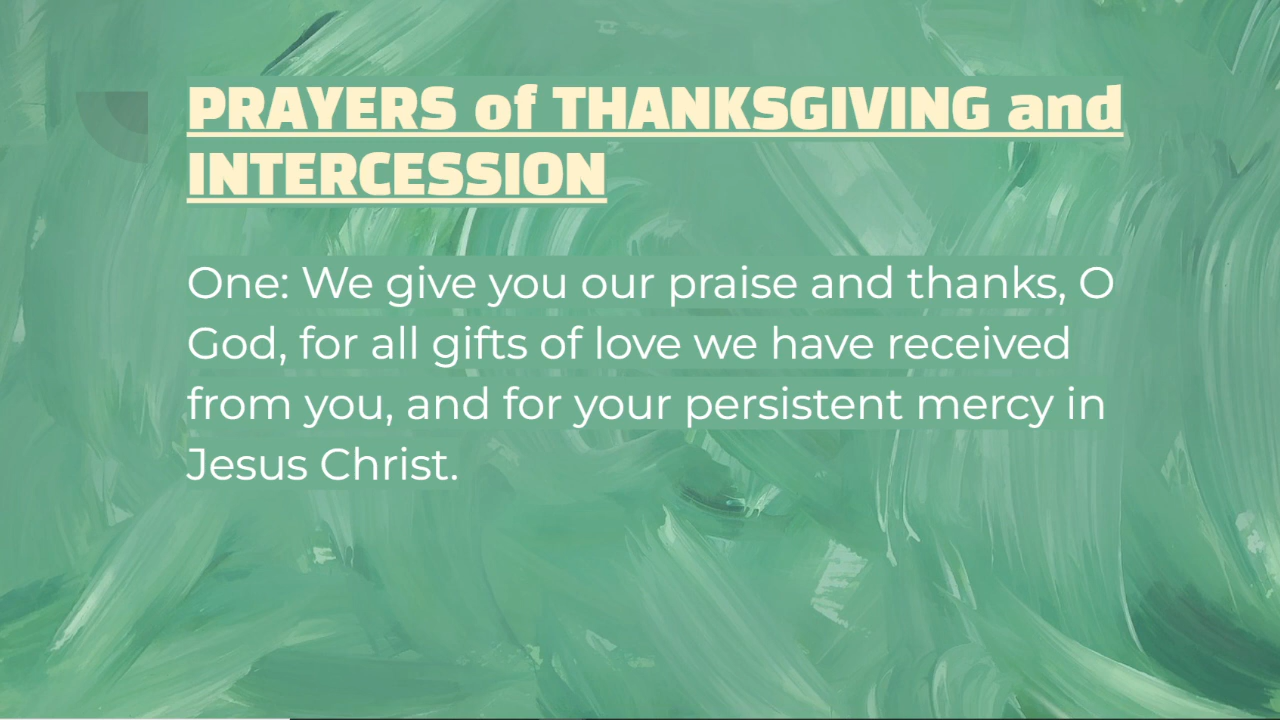 PRAYERS of THANKSGIVING and
INTERCESSION
One: We give you our praise and thanks, O
God, for all gifts of love we have received
from you, and for your persistent mercy in
Jesus Christ.